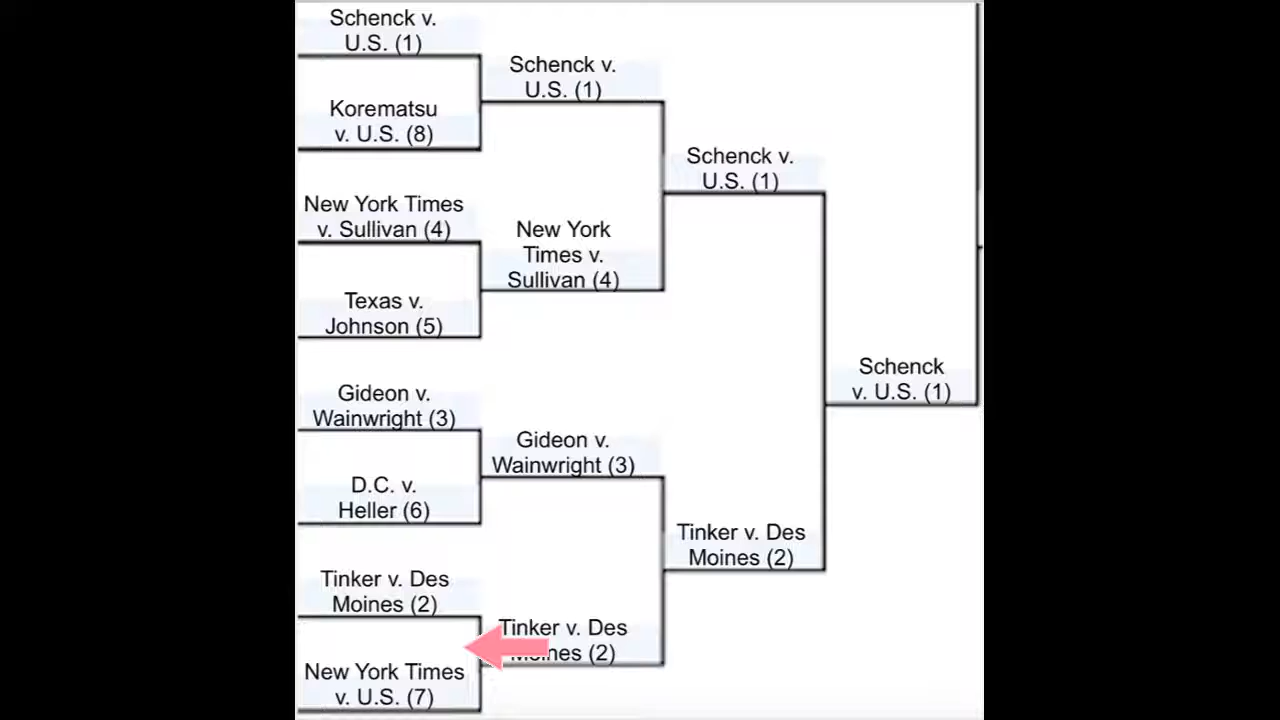 Schenck v.
U.S. (1)
Korematsu
v. U.S. (8)
New York Times
v. Sullivan (4)
Texas v.
Johnson (5)
Gideon v.
Wainwright (3)
D.C. v.
Heller (6)
Tinker v. Des
Moines (2)
New York Times
v. U.S. (7)
Schenck v.
U.S. (1)
New York
Times v.
Sullivan (4)
Gideon v.
Wainwright (3)
Tinker v. Des
Moines (2)
Schenck v.
U.S. (1)
Tinker v. Des
Moines (2)
Schenck
v. U.S. (1)